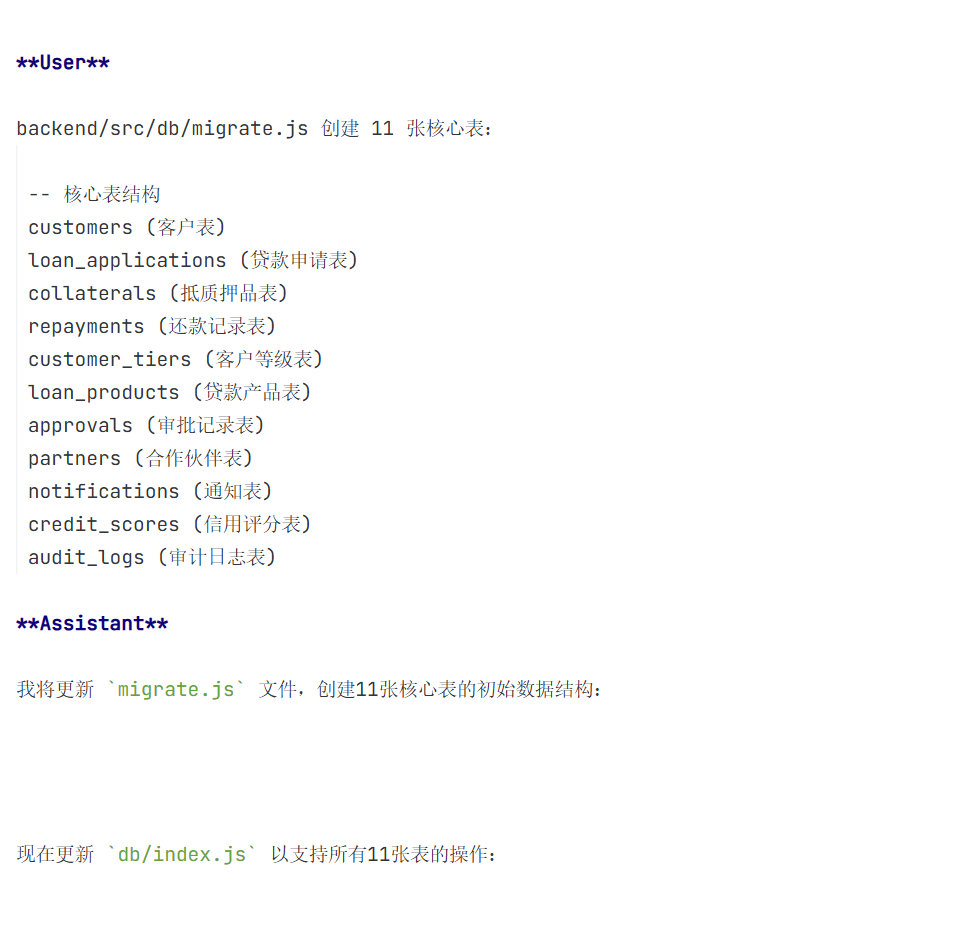 **User**
backend/src/db/migrate.js 创建 11 张核心表：
-- 核心表结构
customers (客户表)
loan_applications (贷款申请表)
collaterals (抵质押品表)
repayments (还款记录表)
customer_tiers (客户等级表)
loan_products (贷款产品表)
approvals (审批记录表)
partners (合作伙伴表)
notifications (通知表)
credit_scores (信用评分表)
audit_logs (审计日志表)
**Assistant**
我将更新 `migrate.js` 文件，创建11张核心表的初始数据结构：
现在更新 `db/index.js` 以支持所有11张表的操作：